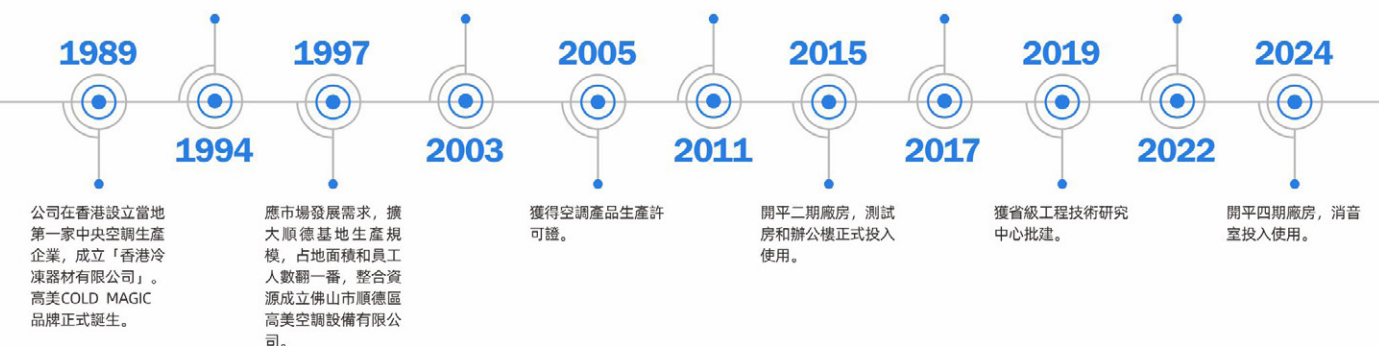 1989
公司在香港設立當地
第一家中央空調生產
企業，成立「香港冷
凍器材有限公司」。
高美COLD MAGIC
品牌正式誕生。
1994
1997
應市場發展需求，擴
大順德基地生產規
模，占地面積和員工
人數翻一番，整合資
源成立佛山市順德區
高美空調設備有限公
司。
2003
2005
獲得空調產品生產許
可證。
2011
2015
開平二期廠房，測試
房和辦公樓正式投入
使用。
2017
2019
獲省級工程技術研究
中心批建。
2022
2024
開平四期廠房，消音
室投入使用。